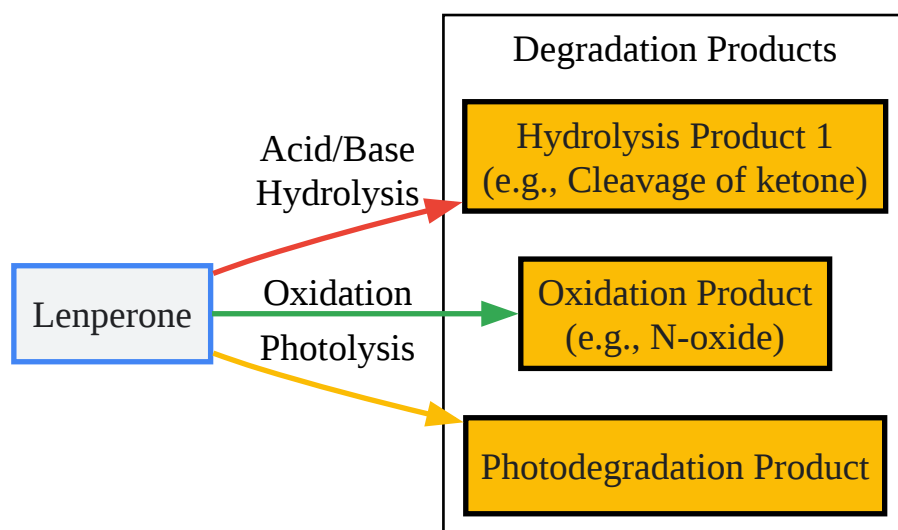 Degradation Products
Acid/Base
Hydrolysis
Hydrolysis Product 1
(e.g., Cleavage of ketone)
Lenperone
Oxidation
Oxidation Product
(e.g., N-oxide)
Photolysis
Photodegradation Product